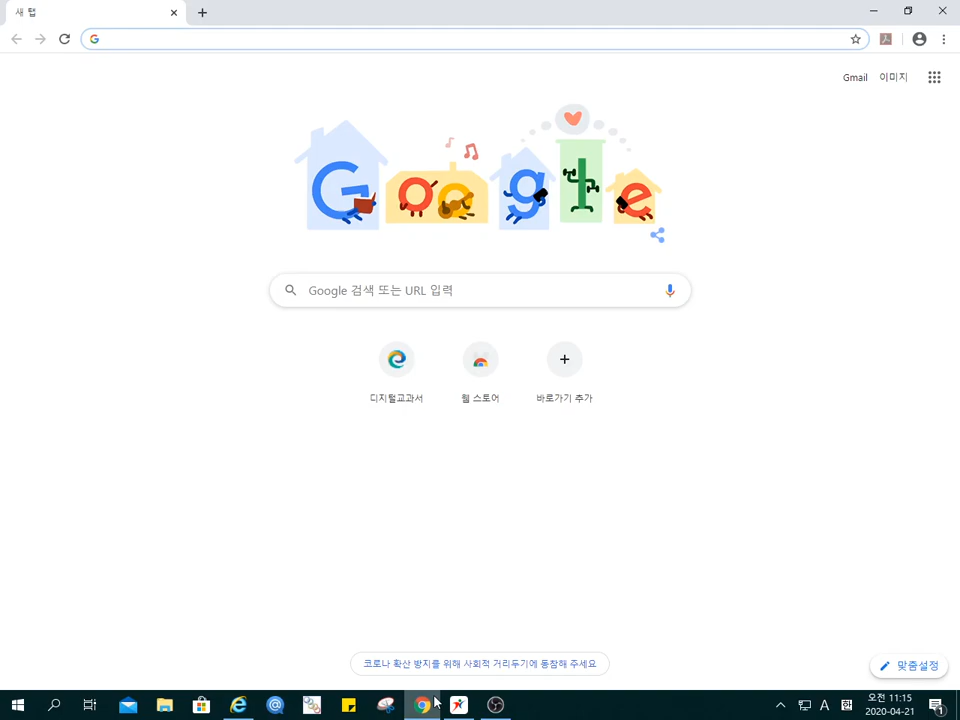 새 탭
Gmail 이미지
Google
Google 검색 또는 URL 입력
디지털교과서
웹 스토어
바로가기 추가
코로나 확산 방지를 위해 사회적 거리두기에 동참해 주세요
맞춤설정
A 한 오전 11:15
2020-04-21
1